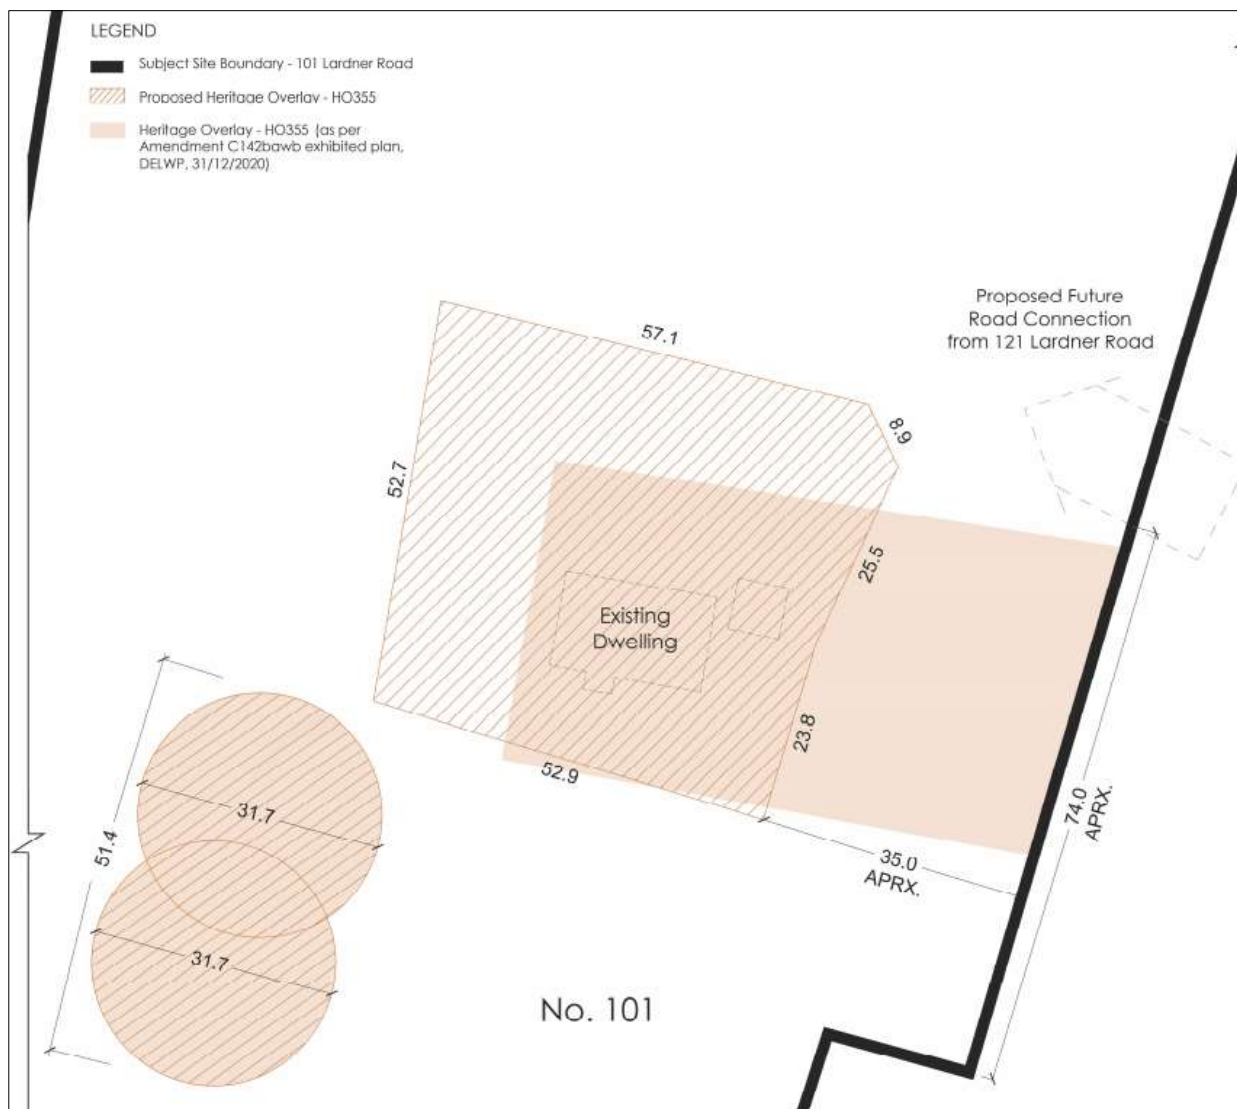 LEGEND
Subject Site Boundary - 101 Lardner Road
Proposed Heritage Overlay - HO355
Heritage Overlay - HO355 (as per
Amendment C142bawb exhibited plan,
DELWP, 31/12/2020)
Proposed Future
Road Connection
from 121 Lardner Road
57.1
8.9
52.7
25.5
Existing
Dwelling
23.8
52.9
74.0
APRX.
35.0
APRX.
31.7
51.4
31.7
No. 101